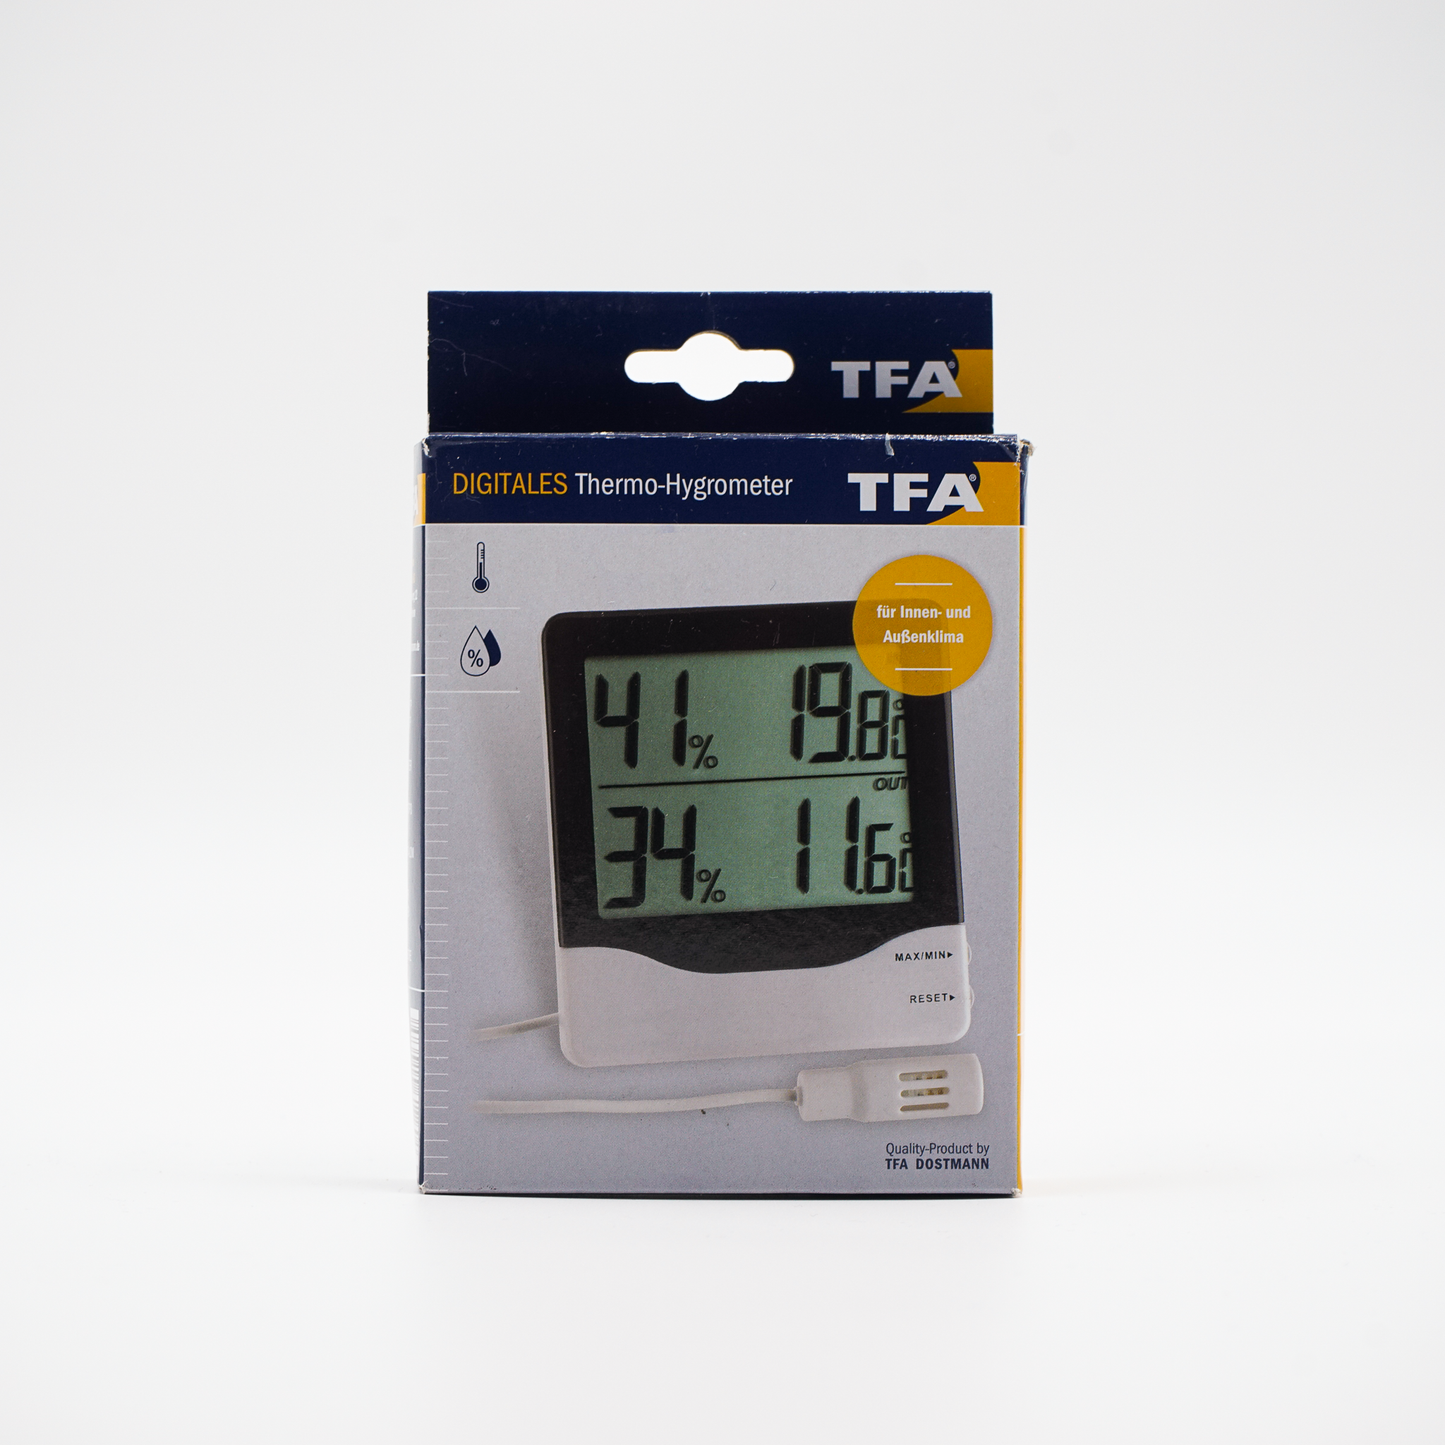 TFA®
DIGITALES Thermo-Hygrometer
TFA®
für Innen- und
Außenklima
%
41% 19.8°
OUT
34% 11.6°
MAX/MIN▸
RESET▸
Quality-Product by
TFA DOSTMANN